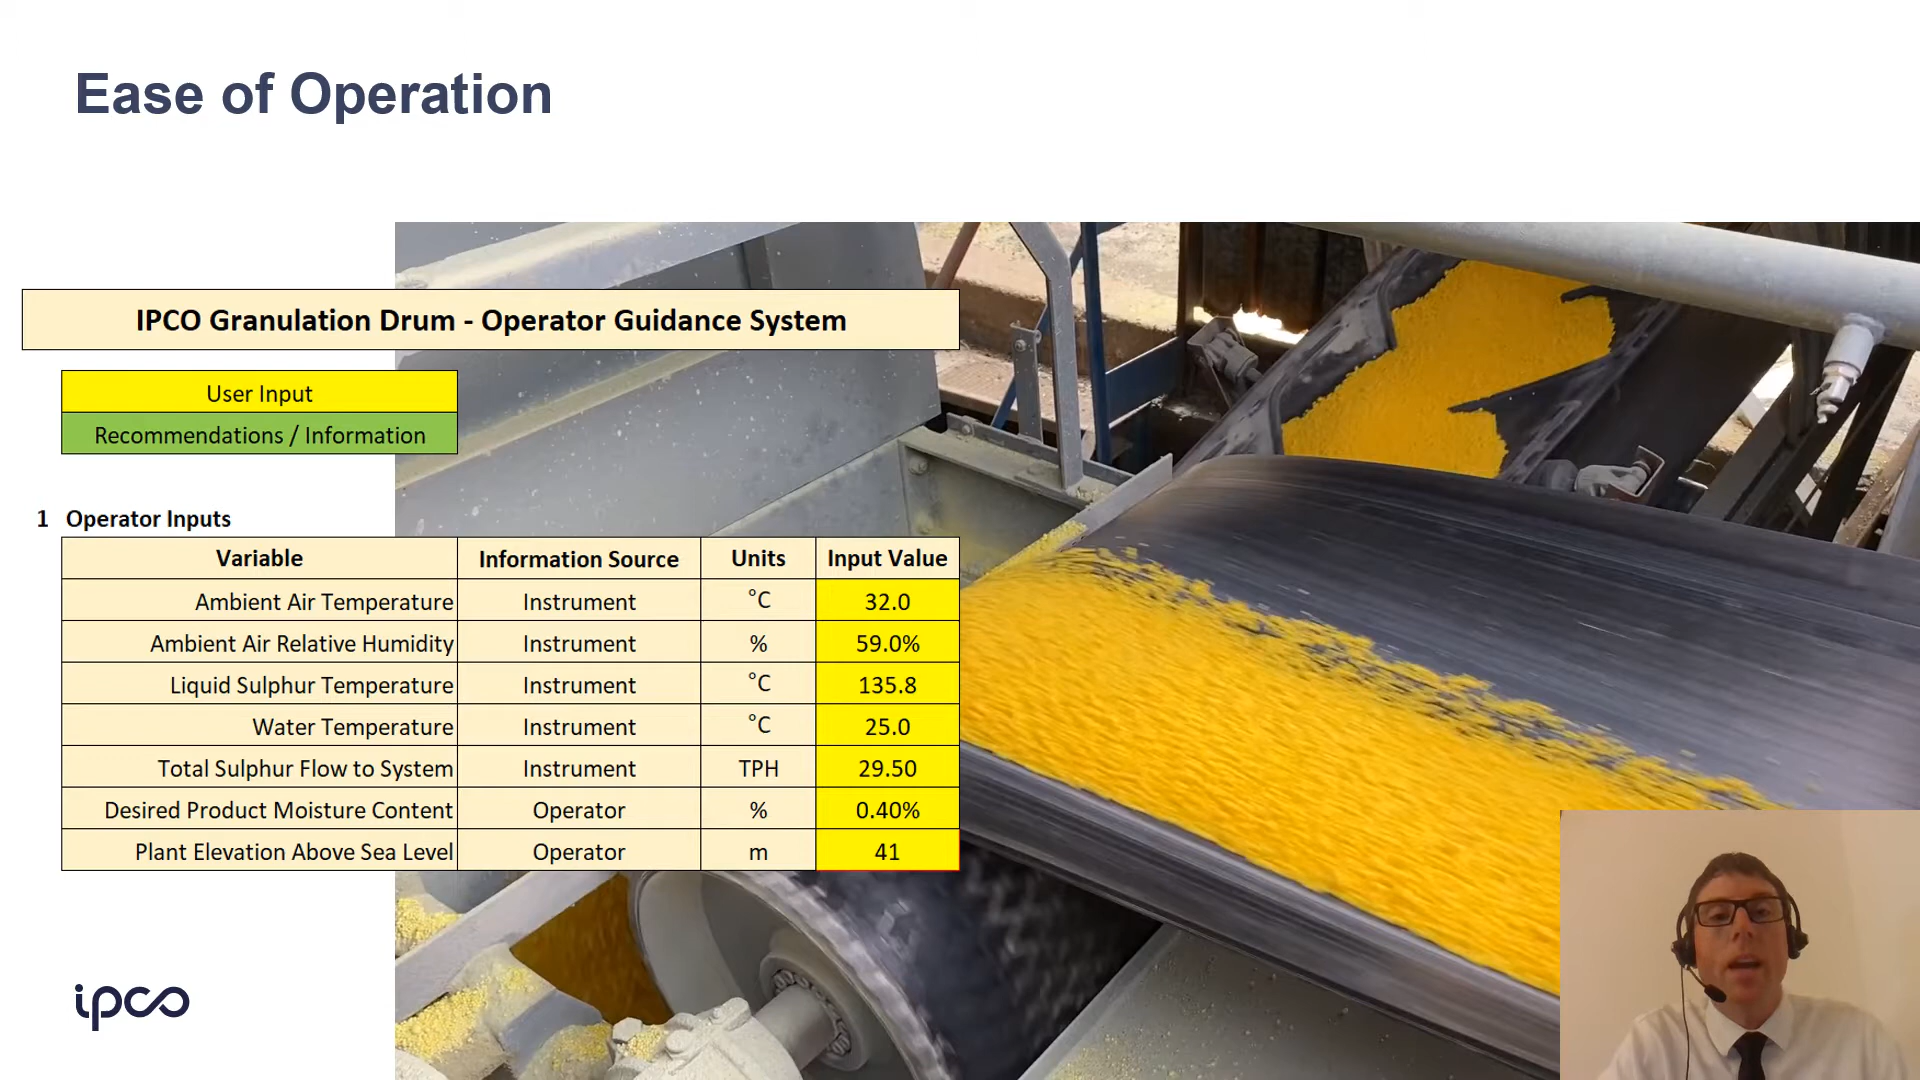 Ease of Operation
IPCO Granulation Drum - Operator Guidance System
User Input
Recommendations / Information
1 Operator Inputs
Variable Information Source Units Input Value
Ambient Air Temperature Instrument °C 32.0
Ambient Air Relative Humidity Instrument % 59.0%
Liquid Sulphur Temperature Instrument °C 135.8
Water Temperature Instrument °C 25.0
Total Sulphur Flow to System Instrument TPH 29.50
Desired Product Moisture Content Operator % 0.40%
Plant Elevation Above Sea Level Operator m 41
ipco